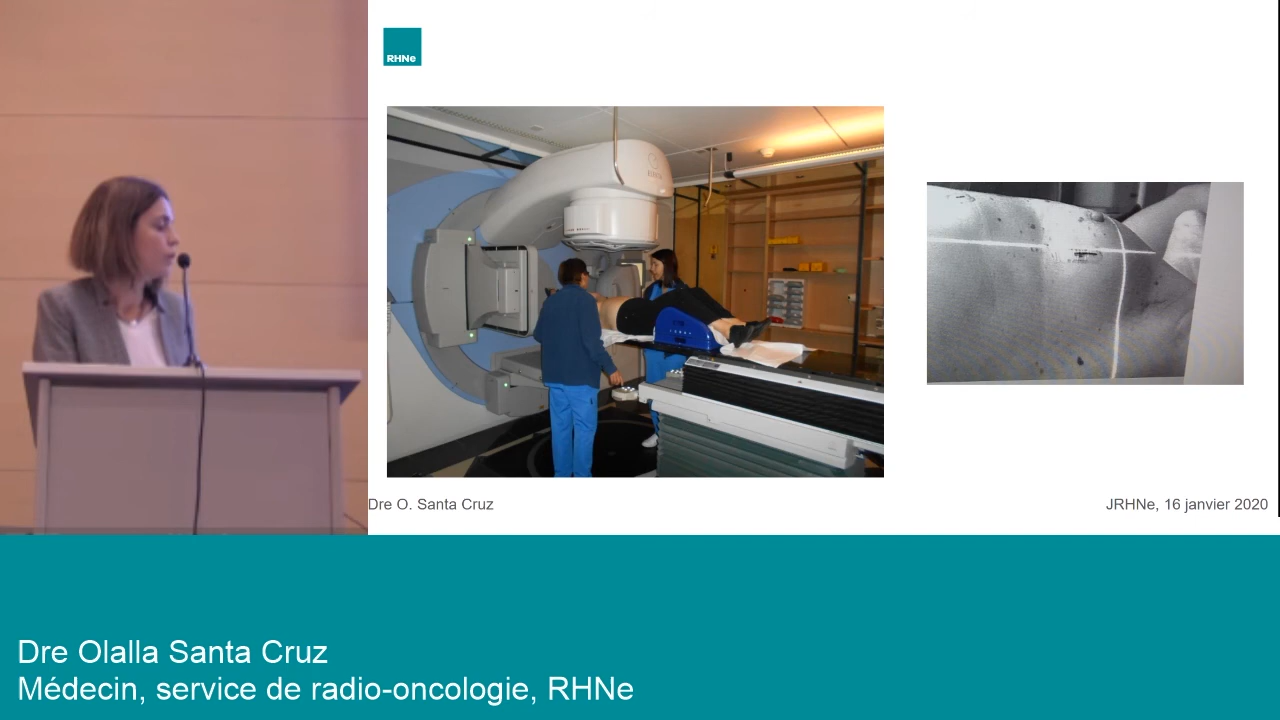 RHNe
Dre O. Santa Cruz
JRHNe, 16 janvier 2020
Dre Olalla Santa Cruz
Médecin, service de radio-oncologie, RHNe